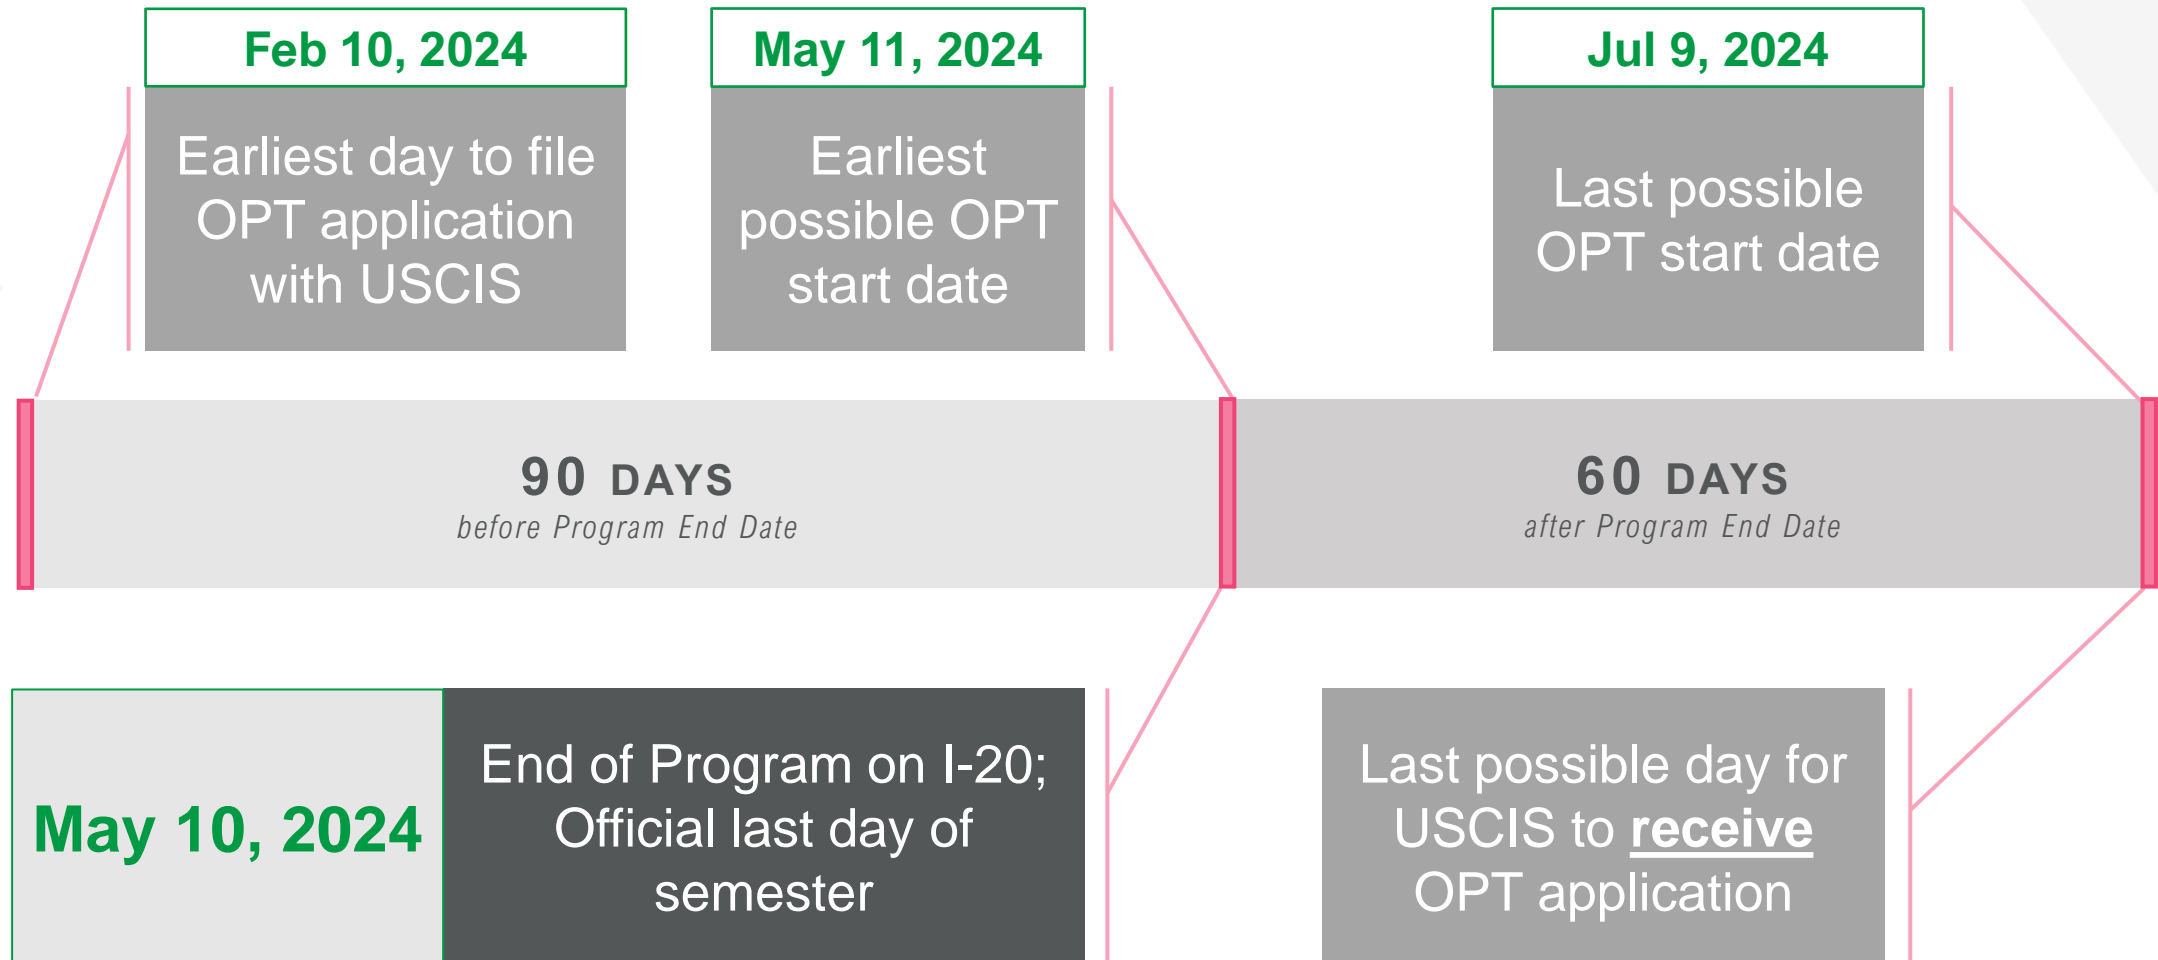 Feb 10, 2024
Earliest day to file
OPT application
with USCIS
May 11, 2024
Earliest
possible OPT
start date
Jul 9, 2024
Last possible
OPT start date
90 DAYS
before Program End Date
60 DAYS
after Program End Date
May 10, 2024
End of Program on I-20;
Official last day of
semester
Last possible day for
USCIS to receive
OPT application